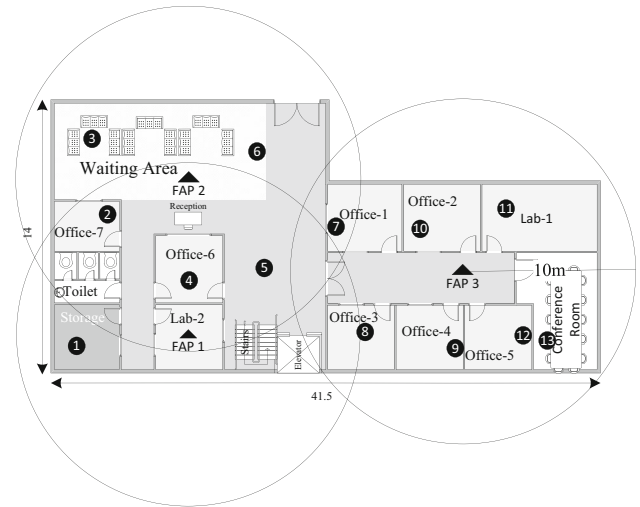 3
6
Waiting Area
FAP 2
Reception
2
Office-7
Office-6
4
5
14
Toilet
Storage
1
Lab-2
FAP 1
Stairs
Elevator
7
Office-1
Office-2
10
11
Lab-1
10m
FAP 3
Office-3
8
Office-4
9
Office-5
12
13
Conference
Room
41.5